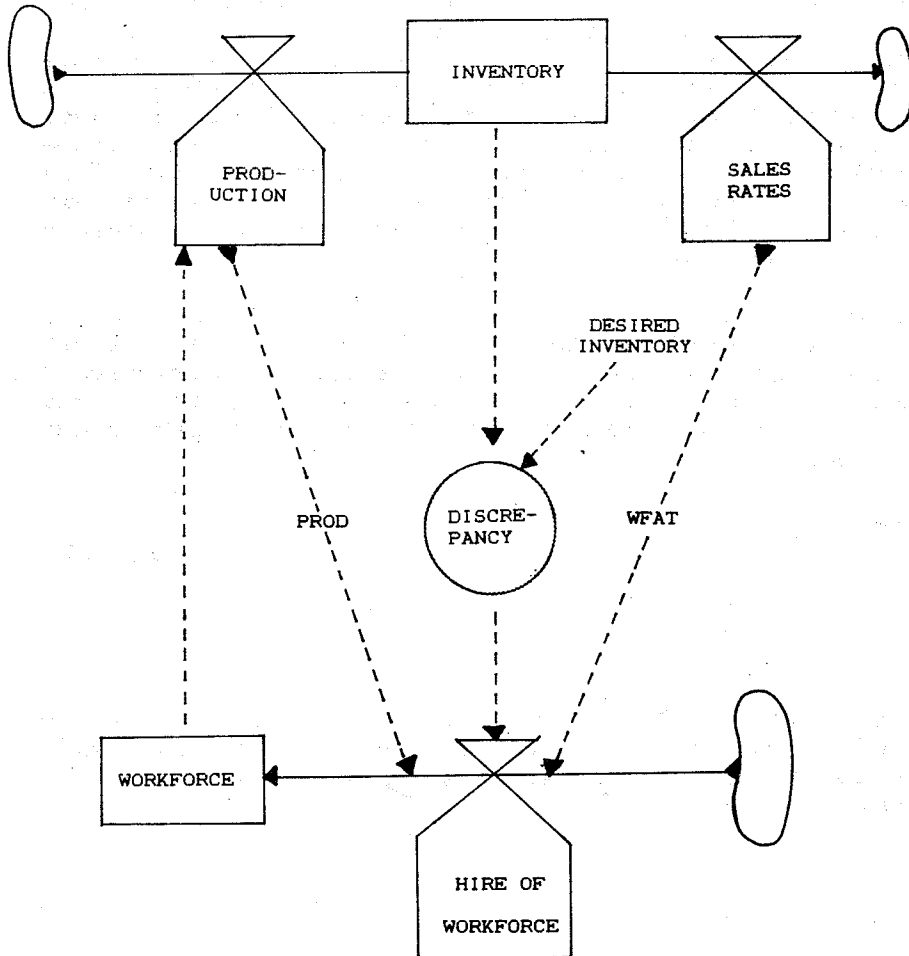 INVENTORY
PROD-
UCTION
SALES
RATES
DESIRED
INVENTORY
PROD
DISCRE-
PANCY
WFAT
WORKFORCE
HIRE OF
WORKFORCE